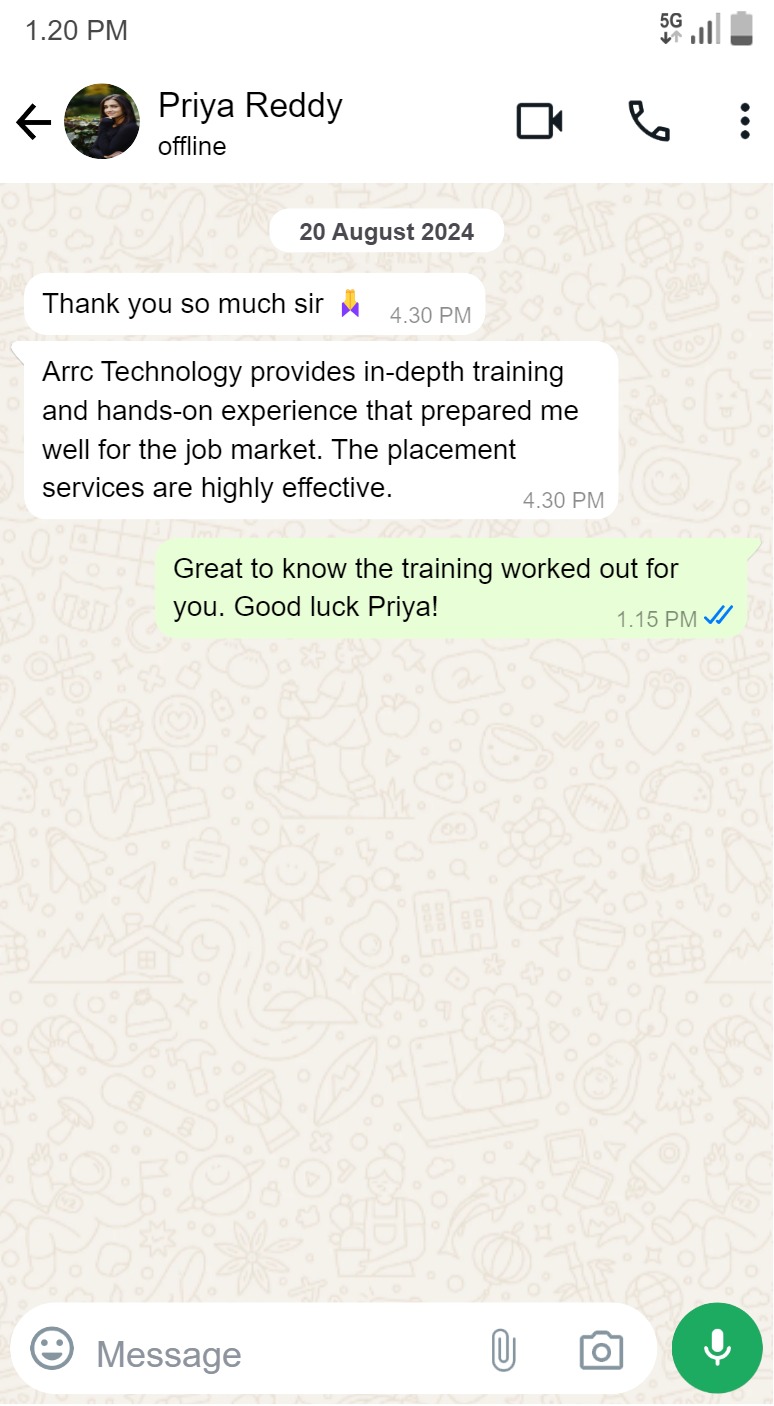 1.20 PM
5G
Priya Reddy
offline
20 August 2024
Thank you so much sir 🙏
4.30 PM
Arrc Technology provides in-depth training
and hands-on experience that prepared me
well for the job market. The placement
services are highly effective.
4.30 PM
Great to know the training worked out for
you. Good luck Priya!
1.15 PM
Message